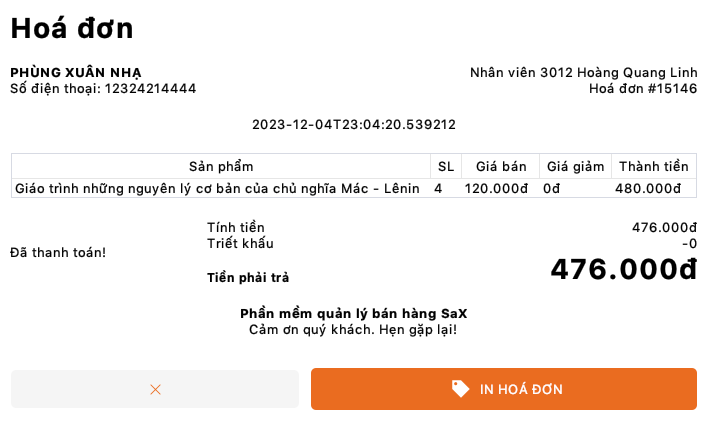 Hoá đơn
PHÙNG XUÂN NHẠ
Nhân viên 3012 Hoàng Quang Linh
Số điện thoại: 12324214444
Hoá đơn #15146
2023-12-04T23:04:20.539212
Sản phẩm SL Giá bán Giá giảm Thành tiền
Giáo trình những nguyên lý cơ bản của chủ nghĩa Mác - Lênin 4 120.000đ 0đ 480.000đ
Tính tiền 476.000đ
Triết khấu -0
Đã thanh toán!
Tiền phải trả 476.000đ
Phần mềm quản lý bán hàng SaX
Cảm ơn quý khách. Hẹn gặp lại!
IN HOÁ ĐƠN